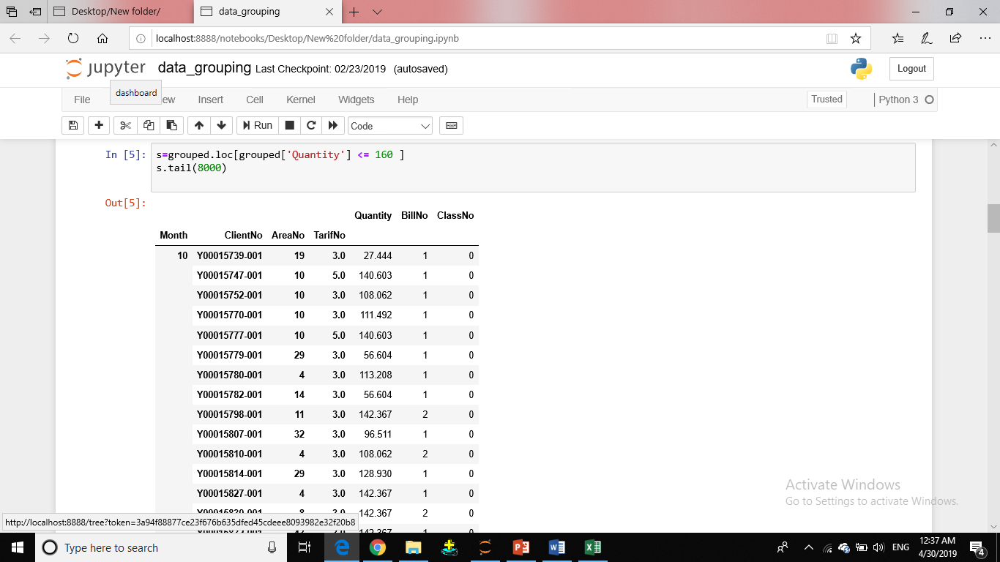 Desktop/New folder/
data_grouping
localhost:8888/notebooks/Desktop/New%20folder/data_grouping.ipynb
jupyter data_grouping Last Checkpoint: 02/23/2019 (autosaved)
Logout
dashboard
File ew Insert Cell Kernel Widgets Help
Trusted Python 3
Run Code
In [5]: s=grouped.loc[grouped['Quantity'] <= 160 ]
s.tail(8000)
Out[5]:
Quantity BillNo ClassNo
Month ClientNo AreaNo TarifNo
10 Y00015739-001 19 3.0 27.444 1 0
Y00015747-001 10 5.0 140.603 1 0
Y00015752-001 10 3.0 108.062 1 0
Y00015770-001 10 3.0 111.492 1 0
Y00015777-001 10 5.0 140.603 1 0
Y00015779-001 29 3.0 56.604 1 0
Y00015780-001 4 3.0 113.208 1 0
Y00015782-001 14 3.0 56.604 1 0
Y00015798-001 11 3.0 142.367 2 0
Y00015807-001 32 3.0 96.511 1 0
Y00015810-001 4 3.0 108.062 2 0
Y00015814-001 29 3.0 128.930 1 0
Y00015827-001 4 3.0 142.367 1 0
142.367 2 0
Activate Windows
Go to Settings to activate Windows.
http://localhost:8888/tree?token=3a94f88877ce23f676b635dfed45cdeee8093982e32f20b8
Type here to search
ENG
12:37 AM
4/30/2019
4